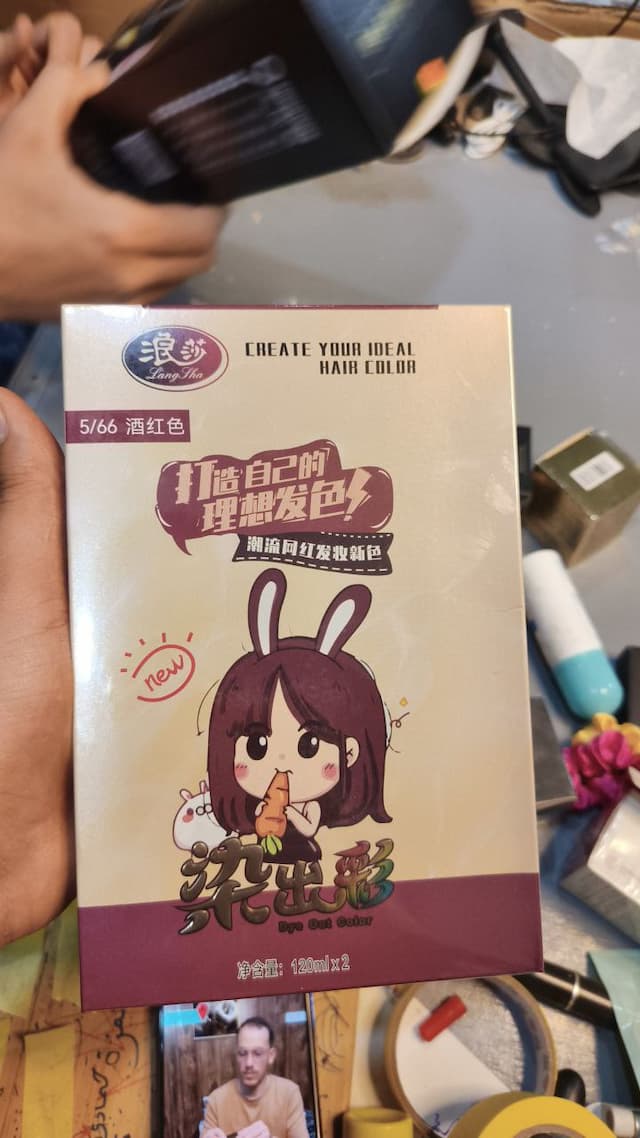 浪莎
LangSha
CREATE YOUR IDEAL
HAIR COLOR
5/66 酒红色
打造自己的
理想发色!
潮流网红发妆新色
new
染出彩
Dye Out Color
净含量: 120ml x 2